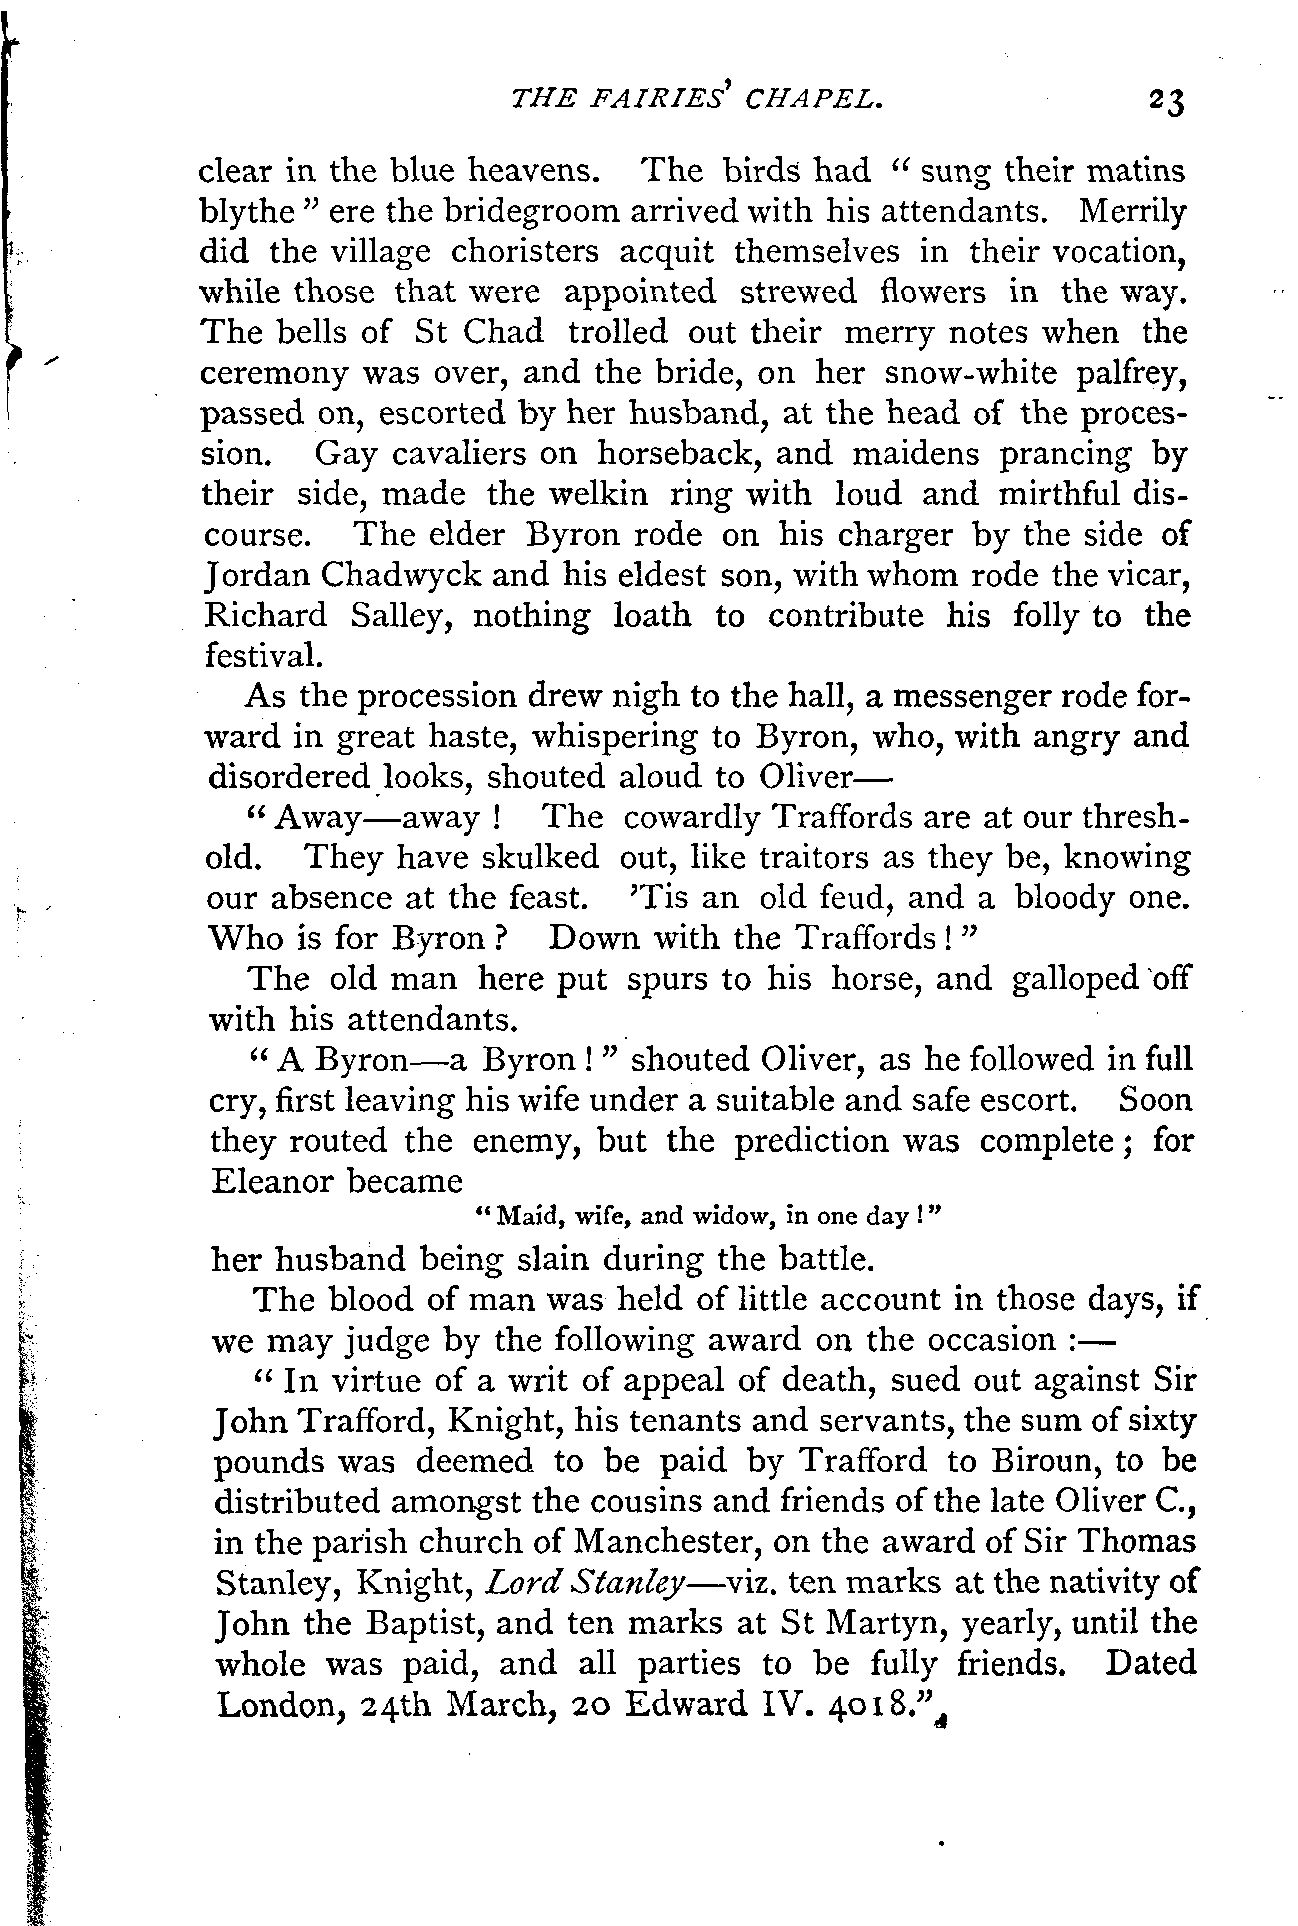 THE FAIRIES' CHAPEL. 23
clear in the blue heavens. The birds had “ sung their matins
blythe ” ere the bridegroom arrived with his attendants. Merrily
did the village choristers acquit themselves in their vocation,
while those that were appointed strewed flowers in the way.
The bells of St Chad trolled out their merry notes when the
ceremony was over, and the bride, on her snow-white palfrey,
passed on, escorted by her husband, at the head of the proces-
sion. Gay cavaliers on horseback, and maidens prancing by
their side, made the welkin ring with loud and mirthful dis-
course. The elder Byron rode on his charger by the side of
Jordan Chadwyck and his eldest son, with whom rode the vicar,
Richard Salley, nothing loath to contribute his folly to the
festival.
As the procession drew nigh to the hall, a messenger rode for-
ward in great haste, whispering to Byron, who, with angry and
disordered looks, shouted aloud to Oliver—
“ Away—away ! The cowardly Traffords are at our thresh-
old. They have skulked out, like traitors as they be, knowing
our absence at the feast. ’Tis an old feud, and a bloody one.
Who is for Byron ? Down with the Traffords ! ”
The old man here put spurs to his horse, and galloped off
with his attendants.
“ A Byron—a Byron ! ” shouted Oliver, as he followed in full
cry, first leaving his wife under a suitable and safe escort. Soon
they routed the enemy, but the prediction was complete ; for
Eleanor became
“ Maid, wife, and widow, in one day ! ”
her husband being slain during the battle.
The blood of man was held of little account in those days, if
we may judge by the following award on the occasion :—
“ In virtue of a writ of appeal of death, sued out against Sir
John Trafford, Knight, his tenants and servants, the sum of sixty
pounds was deemed to be paid by Trafford to Biroun, to be
distributed amongst the cousins and friends of the late Oliver C.,
in the parish church of Manchester, on the award of Sir Thomas
Stanley, Knight, Lord Stanley—viz. ten marks at the nativity of
John the Baptist, and ten marks at St Martyn, yearly, until the
whole was paid, and all parties to be fully friends. Dated
London, 24th March, 20 Edward IV. 4018.”